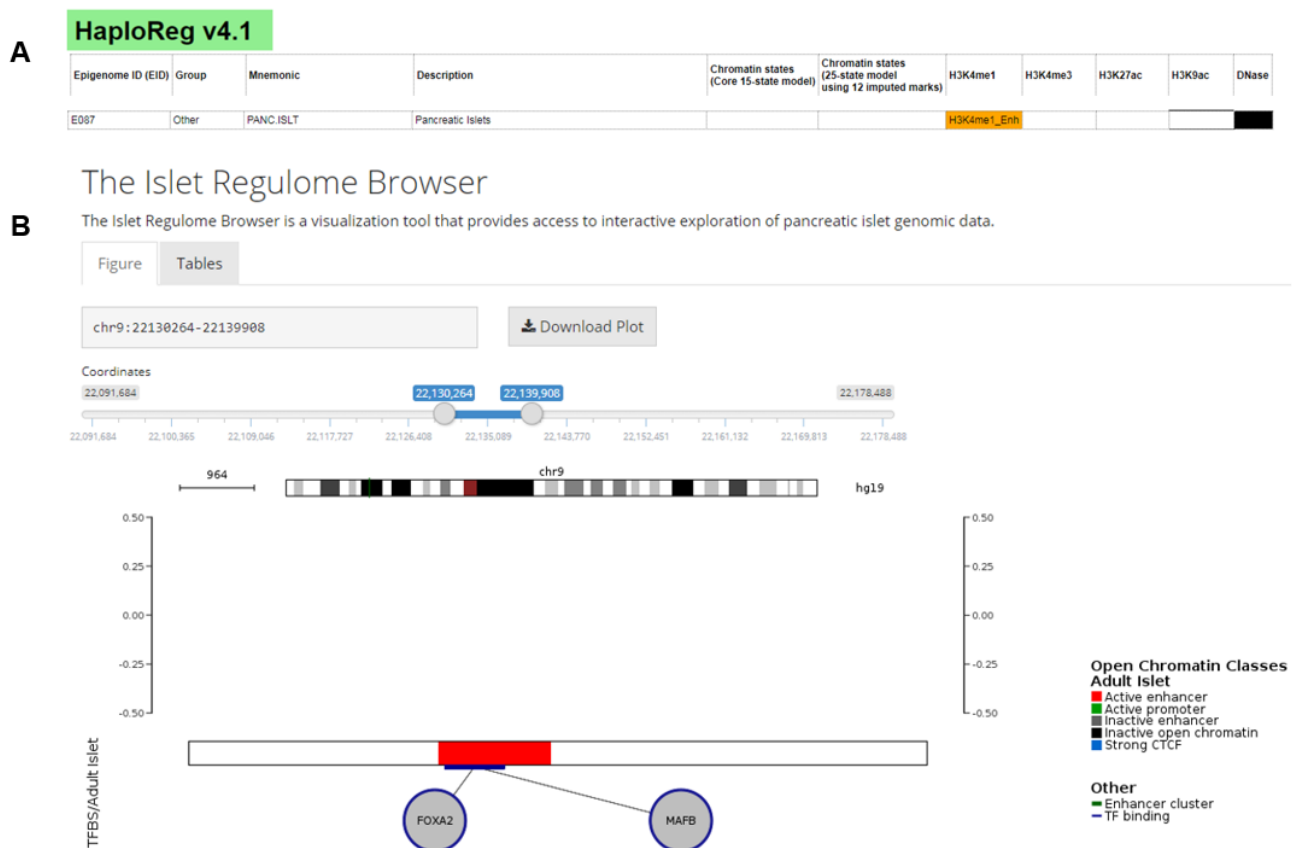 A
HaploReg v4.1
Epigenome ID (EID) Group Mnemonic Description Chromatin states (Core 15-state model) Chromatin states (25-state model using 12 imputed marks) H3K4me1 H3K4me3 H3K27ac H3K9ac DNase
E087 Other PANC.ISLT Pancreatic Islets H3K4me1_Enh
B
The Islet Regulome Browser
The Islet Regulome Browser is a visualization tool that provides access to interactive exploration of pancreatic islet genomic data.
Figure Tables
chr9:22130264-22139908 Download Plot
Coordinates
22,091,684 22,130,264 22,139,908 22,178,488
22,091,684 22,100,365 22,109,046 22,117,727 22,126,408 22,135,089 22,143,770 22,152,451 22,161,132 22,169,813 22,178,488
964 chr9 hg19
0.50 0.50
0.25 0.25
0.00 0.00
-0.25 -0.25
-0.50 -0.50
TFBS/Adult Islet
FOXA2 MAFB
Open Chromatin Classes
Adult Islet
Active enhancer
Active promoter
Inactive enhancer
Inactive open chromatin
Strong CTCF
Other
Enhancer cluster
TF binding